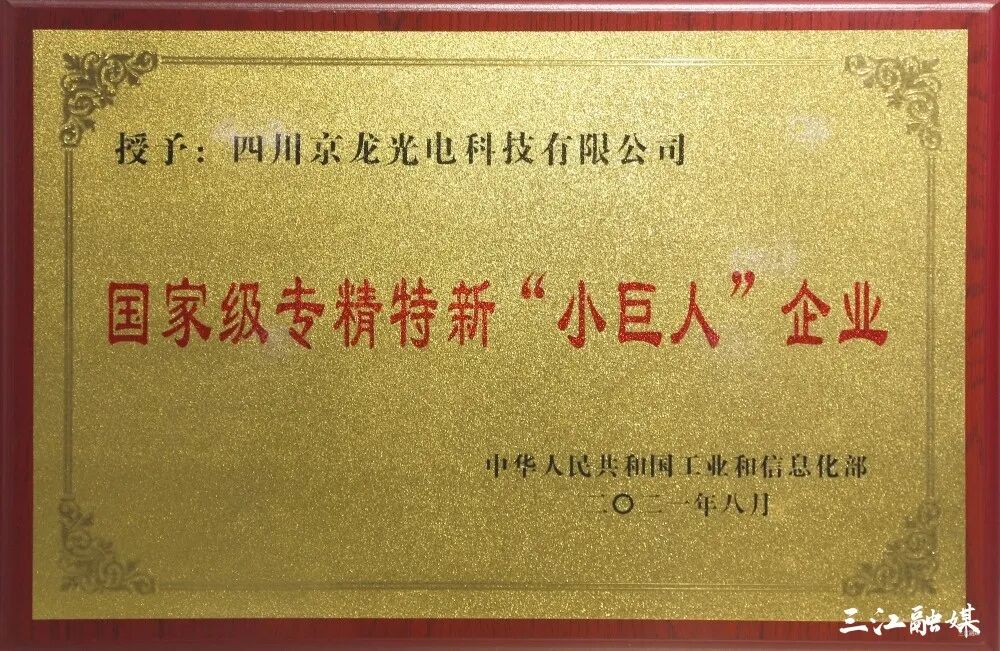 授予：四川京龙光电科技有限公司
国家级专精特新“小巨人”企业
中华人民共和国工业和信息化部
二〇二一年八月
三江融媒